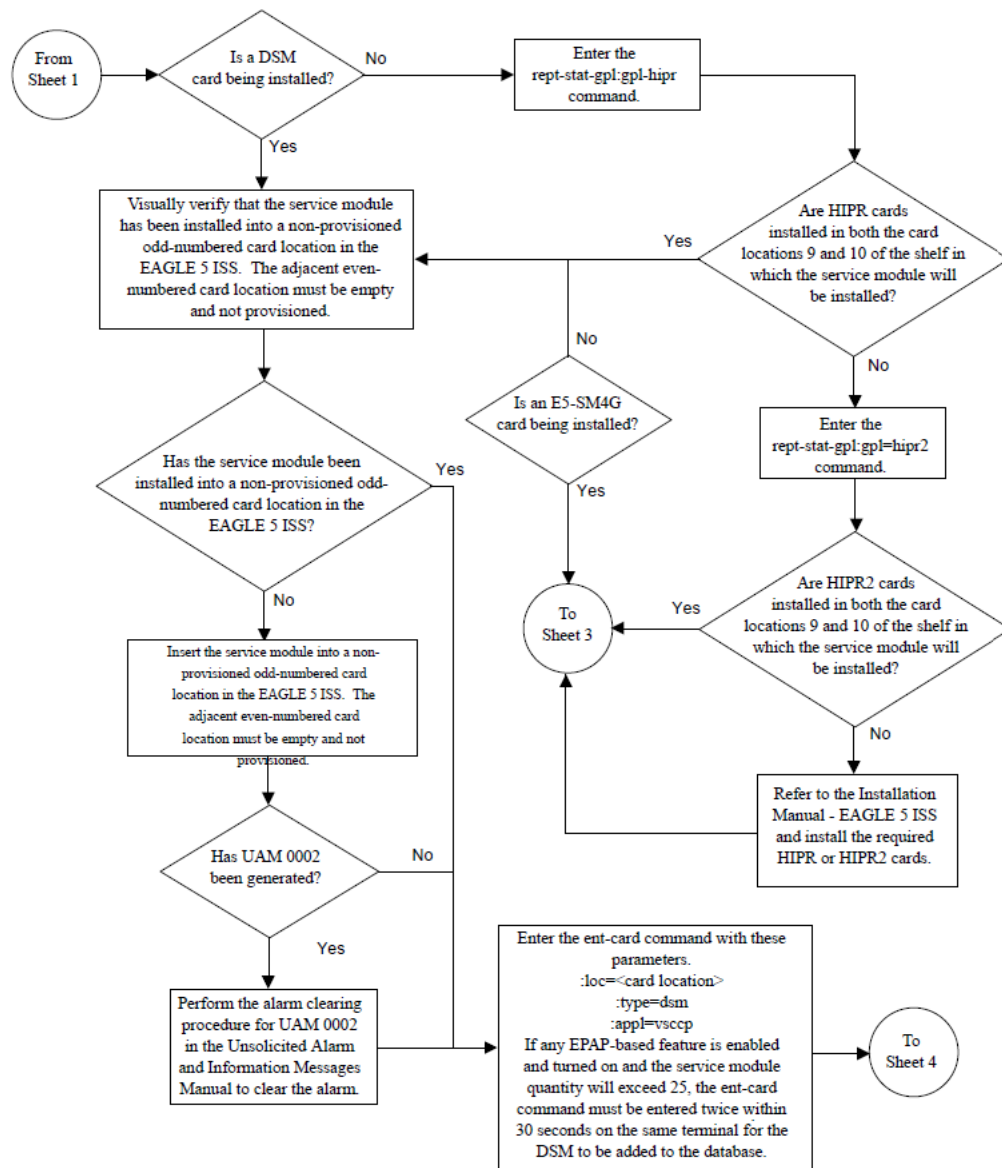 From
Sheet 1
Is a DSM
card being installed?
No
Enter the
rept-stat-gpl:gpl-hipr
command.
Yes
Visually verify that the service module
has been installed into a non-provisioned
odd-numbered card location in the
EAGLE 5 ISS.  The adjacent even-
numbered card location must be empty
and not provisioned.
Yes
Are HIPR cards
installed in both the card
locations 9 and 10 of the shelf in
which the service module will
be installed?
No
No
Is an E5-SM4G
card being installed?
Yes
Enter the
rept-stat-gpl:gpl=hipr2
command.
Has the service module been
installed into a non-provisioned odd-
numbered card location in the
EAGLE 5 ISS?
Yes
No
To
Sheet 3
Yes
Are HIPR2 cards
installed in both the card
locations 9 and 10 of the shelf in
which the service module will
be installed?
No
Insert the service module into a non-
provisioned odd-numbered card
location in the EAGLE 5 ISS.  The
adjacent even-numbered card
location must be empty and not
provisioned.
Refer to the Installation
Manual - EAGLE 5 ISS
and install the required
HIPR or HIPR2 cards.
Has UAM 0002
been generated?
No
Yes
Perform the alarm clearing
procedure for UAM 0002
in the Unsolicited Alarm
and Information Messages
Manual to clear the alarm.
Enter the ent-card command with these
parameters.
:loc=<card location>
:type=dsm
:appl=vsccp
If any EPAP-based feature is enabled
and turned on and the service module
quantity will exceed 25, the ent-card
command must be entered twice within
30 seconds on the same terminal for the
DSM to be added to the database.
To
Sheet 4